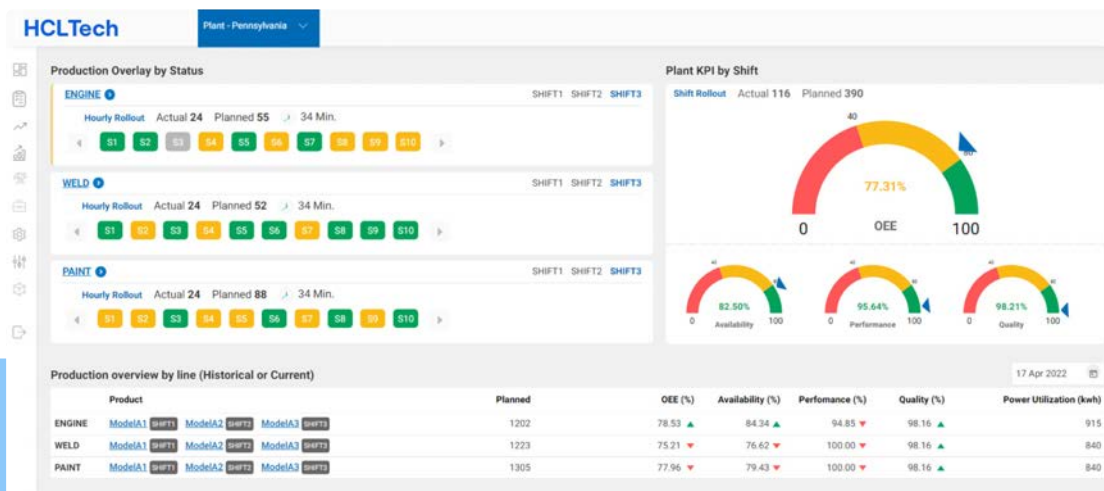 HCLTech
Plant - Pennsylvania
Production Overlay by Status
ENGINE SHIFT1 SHIFT2 SHIFT3
Hourly Rollout Actual 24 Planned 55 34 Min.
S1 S2 S3 S4 S5 S6 S7 S8 S9 S10
WELD SHIFT1 SHIFT2 SHIFT3
Hourly Rollout Actual 24 Planned 52 34 Min.
S1 S2 S3 S4 S5 S6 S7 S8 S9 S10
PAINT SHIFT1 SHIFT2 SHIFT3
Hourly Rollout Actual 24 Planned 88 34 Min.
S1 S2 S3 S4 S5 S6 S7 S8 S9 S10
Plant KPI by Shift
Shift Rollout Actual 116 Planned 390
40
80
77.31%
0 OEE 100
40 40 40
80 80
82.50% 95.64% 98.21%
0 Availability 100 0 Performance 100 0 Quality 100
Production overview by line (Historical or Current) 17 Apr 2022
Product Planned OEE (%) Availability (%) Perfomance (%) Quality (%) Power Utilization (kwh)
ENGINE ModelA1 SHIFT1 ModelA2 SHIFT2 ModelA3 SHIFT3 1202 78.53 84.34 94.85 98.16 915
WELD ModelA1 SHIFT1 ModelA2 SHIFT2 ModelA3 SHIFT3 1223 75.21 76.62 100.00 98.16 840
PAINT ModelA1 SHIFT1 ModelA2 SHIFT2 ModelA3 SHIFT3 1305 77.96 79.43 100.00 98.16 840